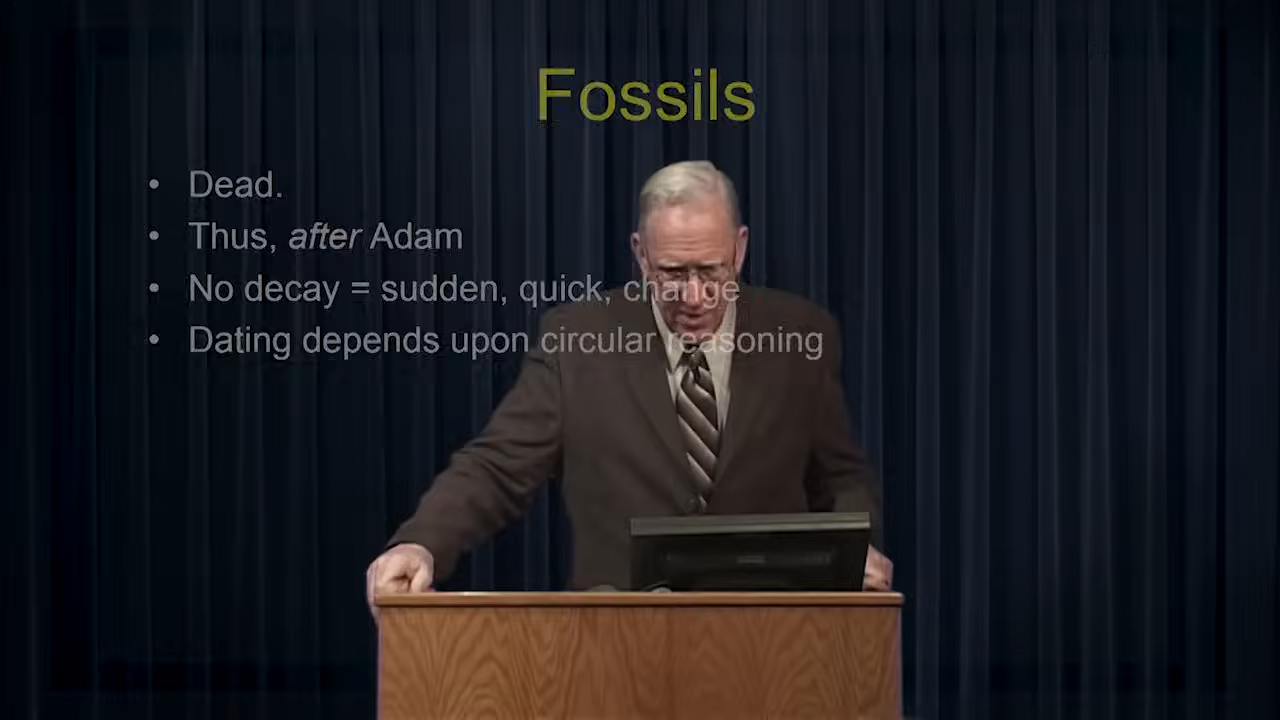 Fossils
• Dead.
• Thus, after Adam
• No decay = sudden, quick, change
• Dating depends upon circular reasoning